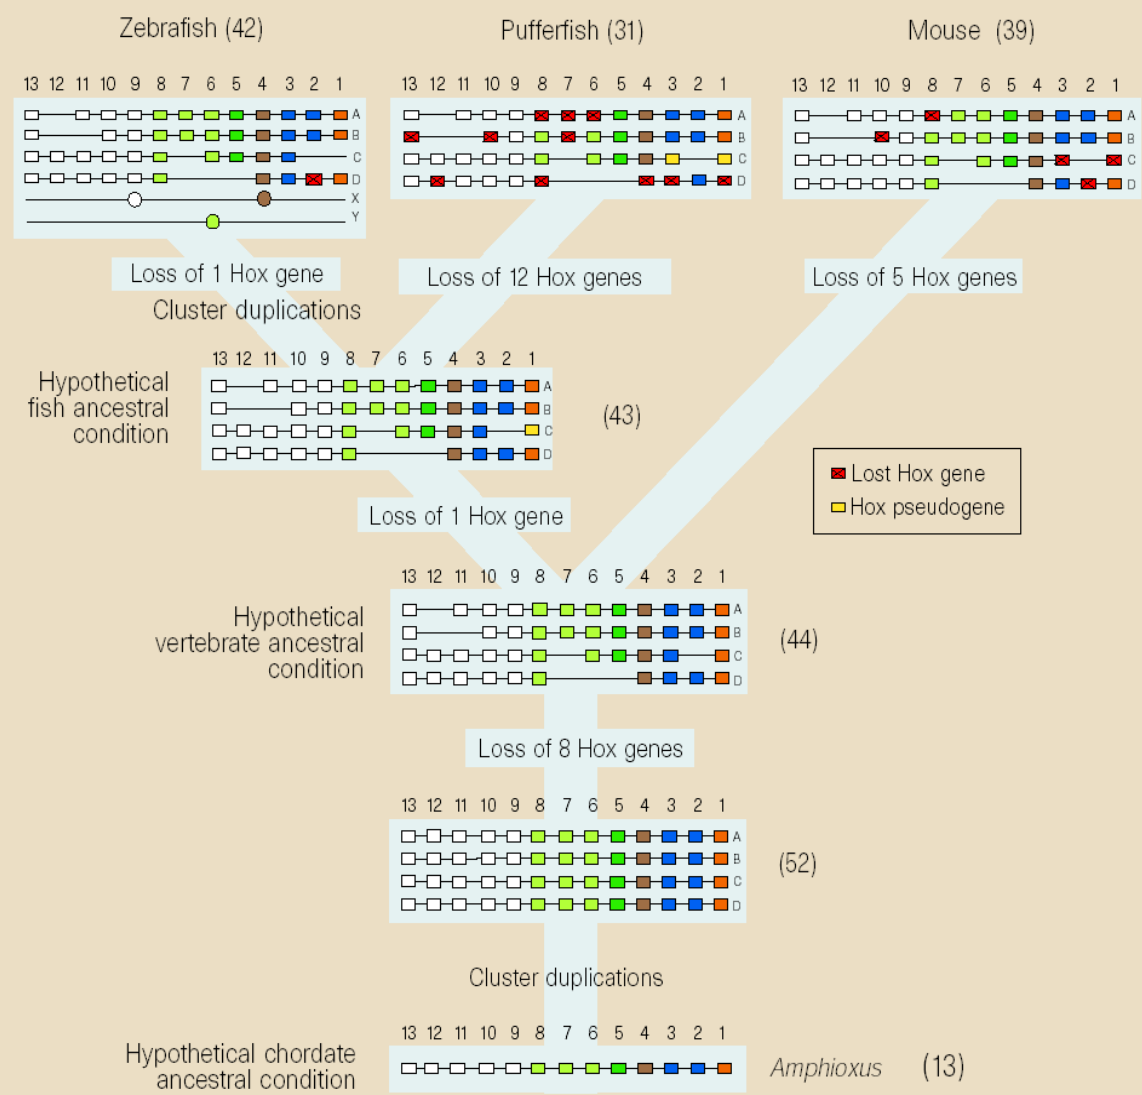 Zebrafish (42)
Pufferfish (31)
Mouse (39)
13 12 11 10 9 8 7 6 5 4 3 2 1
A
B
C
D
X
Y
13 12 11 10 9 8 7 6 5 4 3 2 1
A
B
C
D
13 12 11 10 9 8 7 6 5 4 3 2 1
A
B
C
D
Loss of 1 Hox gene
Loss of 12 Hox genes
Loss of 5 Hox genes
Cluster duplications
Hypothetical
fish ancestral
condition
13 12 11 10 9 8 7 6 5 4 3 2 1
A
B
C
D
(43)
Lost Hox gene
Hox pseudogene
Loss of 1 Hox gene
Hypothetical
vertebrate ancestral
condition
13 12 11 10 9 8 7 6 5 4 3 2 1
A
B
C
D
(44)
Loss of 8 Hox genes
13 12 11 10 9 8 7 6 5 4 3 2 1
A
B
C
D
(52)
Cluster duplications
13 12 11 10 9 8 7 6 5 4 3 2 1
Hypothetical chordate
ancestral condition
Amphioxus (13)